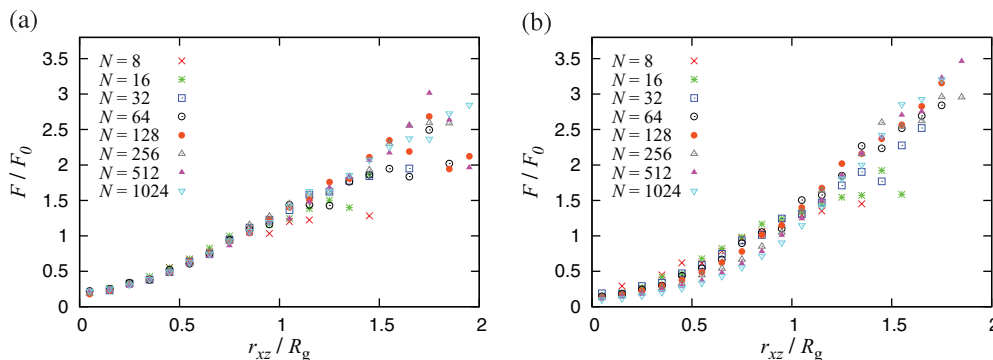 (a)
F / F0
3.5
3
2.5
2
1.5
1
0.5
0
N = 8
N = 16
N = 32
N = 64
N = 128
N = 256
N = 512
N = 1024
0 0.5 1 1.5 2
rxz / Rg
(b)
F / F0
3.5
3
2.5
2
1.5
1
0.5
0
N = 8
N = 16
N = 32
N = 64
N = 128
N = 256
N = 512
N = 1024
0 0.5 1 1.5 2
rxz / Rg